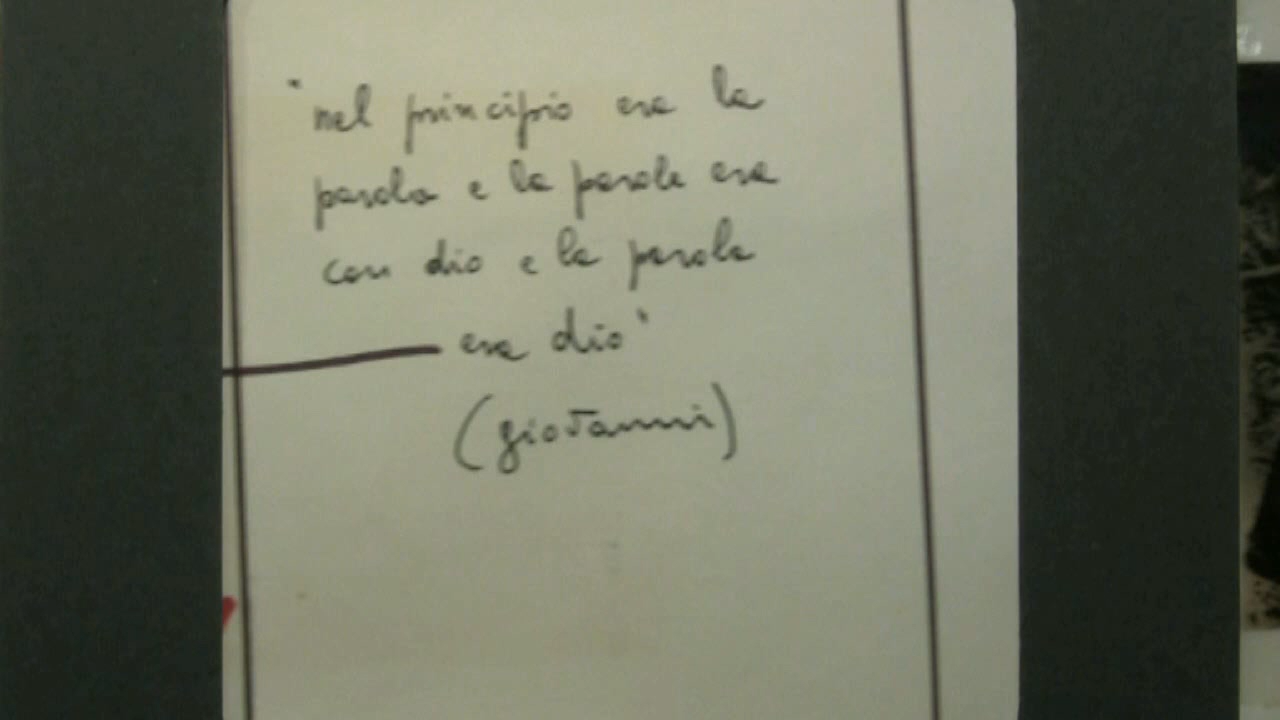 "nel principio era la
parola e la parola era
con dio e la parola
era dio"
(giovanni)